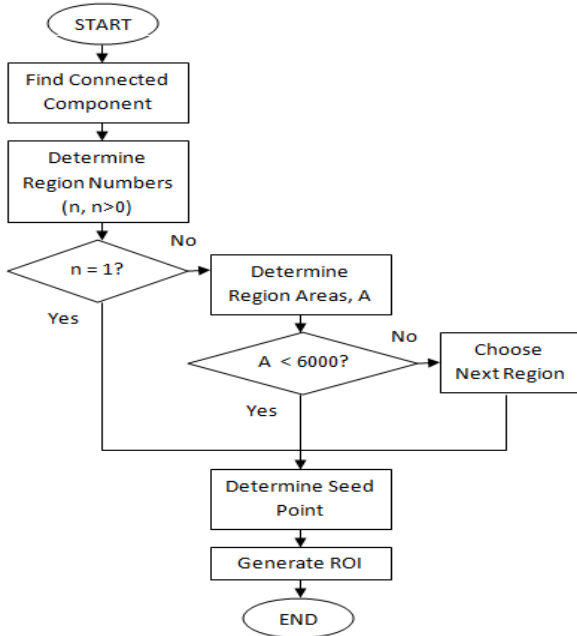 START
Find Connected
Component
Determine
Region Numbers
(n, n>0)
n = 1?
No
Yes
Determine
Region Areas, A
A < 6000?
No
Yes
Choose
Next Region
Determine Seed
Point
Generate ROI
END